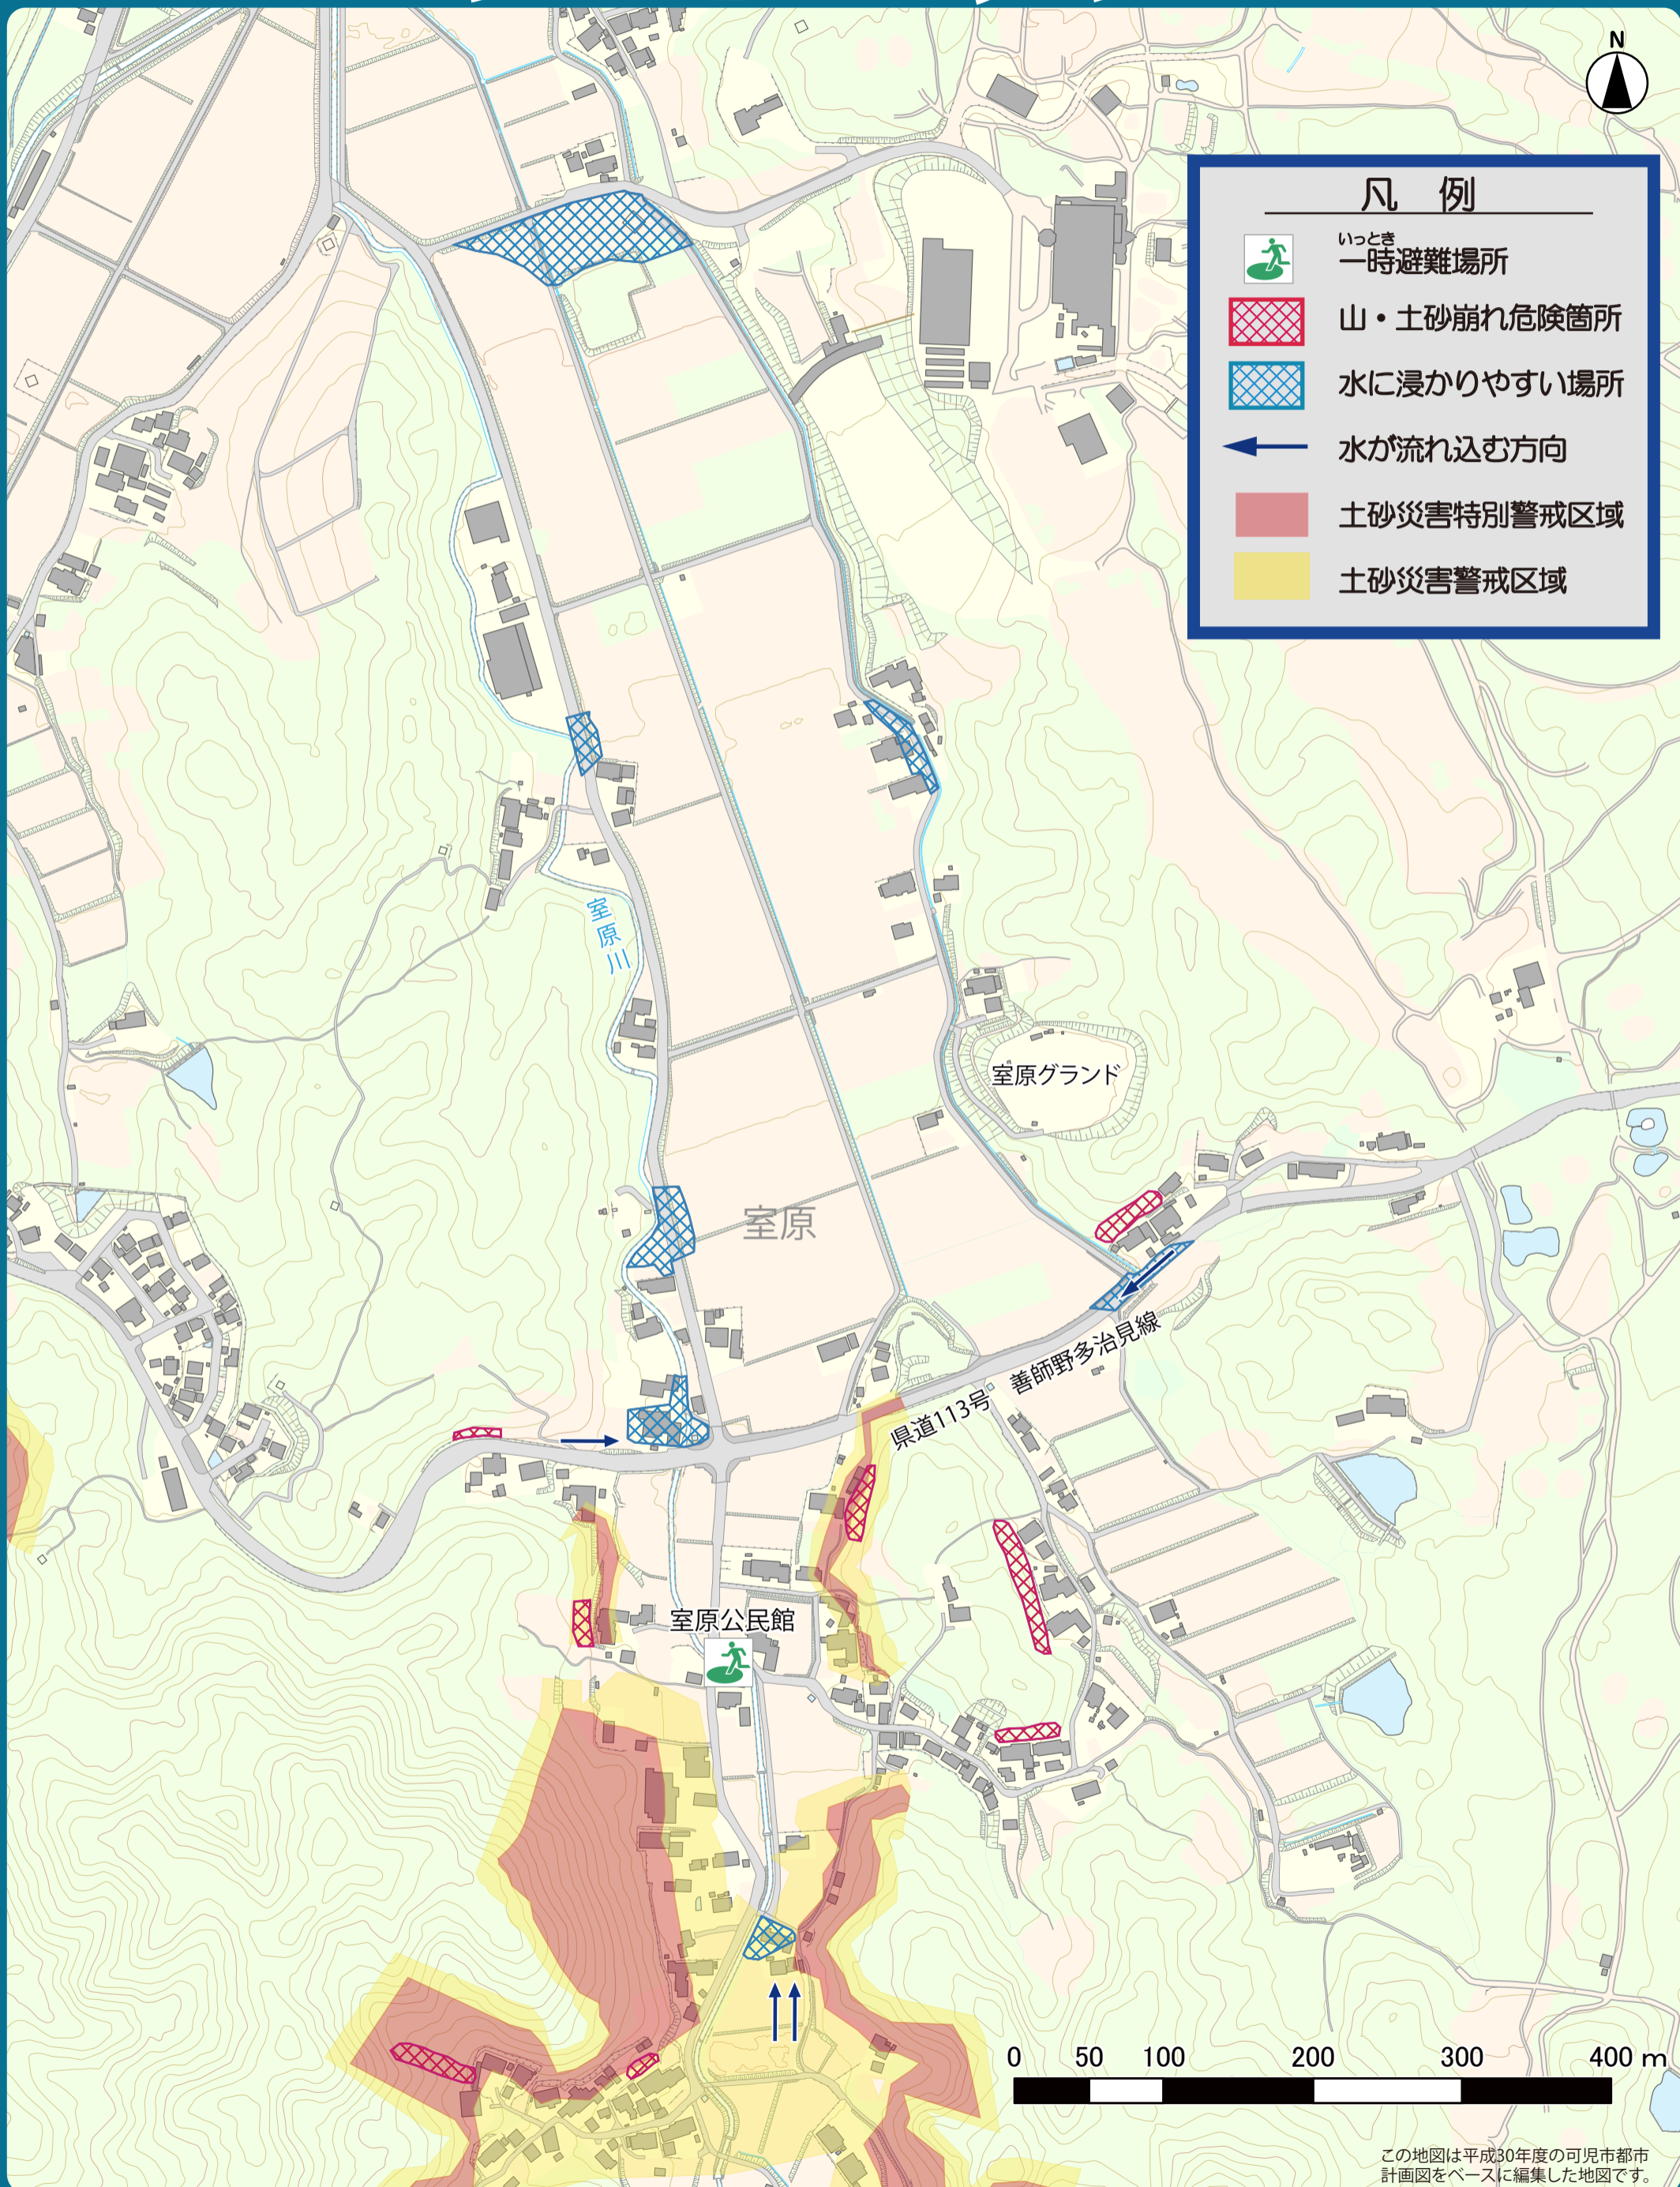 N
凡 例
いっとき
一時避難場所
山・土砂崩れ危険箇所
水に浸かりやすい場所
水が流れ込む方向
土砂災害特別警戒区域
土砂災害警戒区域
室原川
室原グランド
室原
県道113号 善師野多治見線
室原公民館
0 50 100 200 300 400 m
この地図は平成30年度の可児市都市
計画図をベースに編集した地図です。